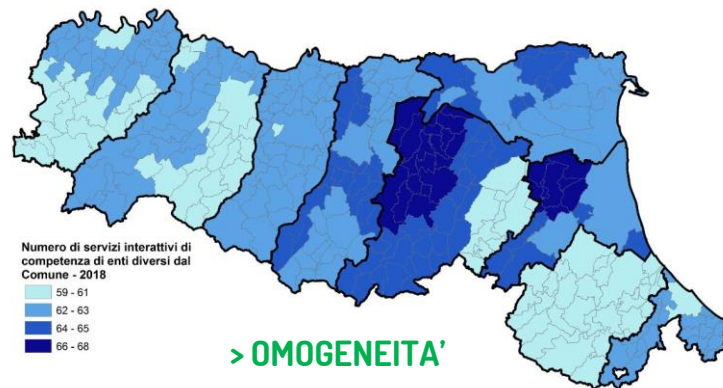 Numero di servizi interattivi di
competenza di enti diversi dal
Comune - 2018
59 - 61
62 - 63
64 - 65
66 - 68
> OMOGENEITA'